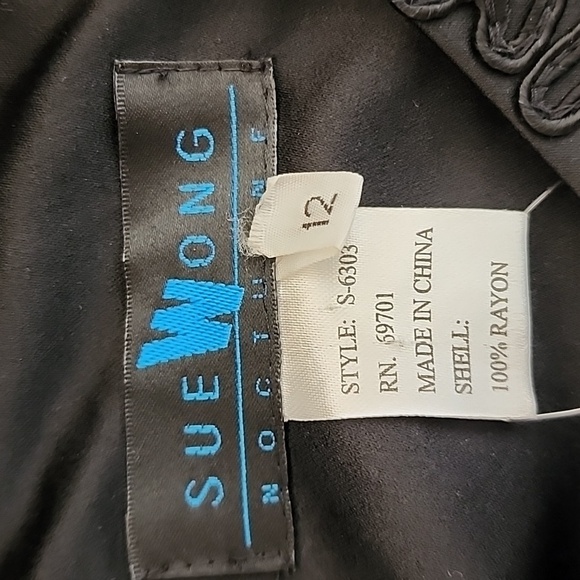 SUE WONG
NOCTURNE
12
STYLE: S-6303
RN. 69701
MADE IN CHINA
SHELL:
100% RAYON